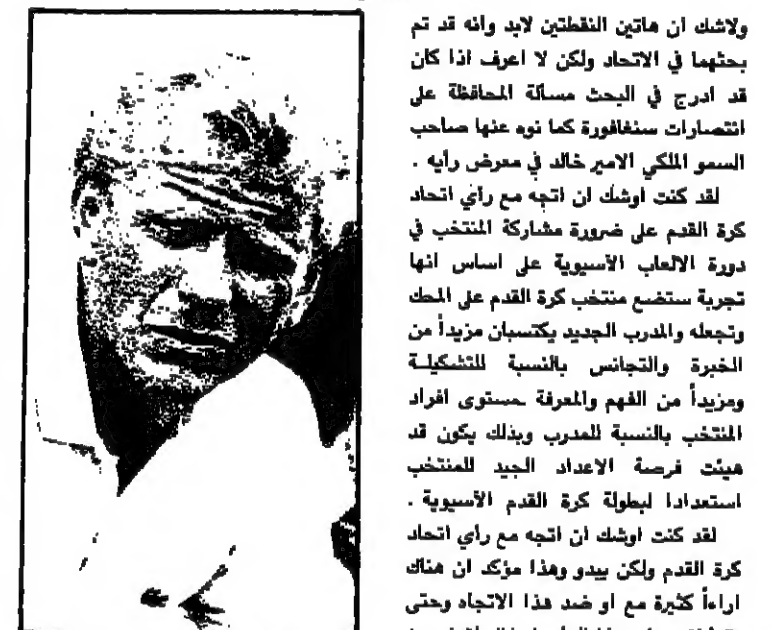 ولاشك ان هاتين النقطتين لابد وانه قد تم
بحثهما في الاتحاد ولكن لا اعرف اذا كان
قد ادرج في البحث مسألة المحافظة على
انتصارات سنغافورة كما نوه عنها صاحب
السمو الملكي الامير خالد في معرض رأيه .
لقد كنت اوشك ان اتجه مع رأي اتحاد
كرة القدم على ضرورة مشاركة المنتخب في
دورة الالعاب الآسيوية على اساس انها
تجربة ستضع منتخب كرة القدم على المحك
وتجعله والمدرب الجديد يكتسبان مزيداً من
الخبرة والتجانس بالنسبة للتشكيلة
ومزيداً من الفهم والمعرفة بمستوى افراد
المنتخب بالنسبة للمدرب وبذلك يكون قد
هيئت فرصة الاعداد الجيد للمنتخب
استعدادا لبطولة كرة القدم الآسيوية .
لقد كنت اوشك ان اتجه مع رأي اتحاد
كرة القدم ولكن يبدو وهذا مؤكد ان هناك
اراءاً كثيرة مع او ضد هذا الاتجاه وحتى